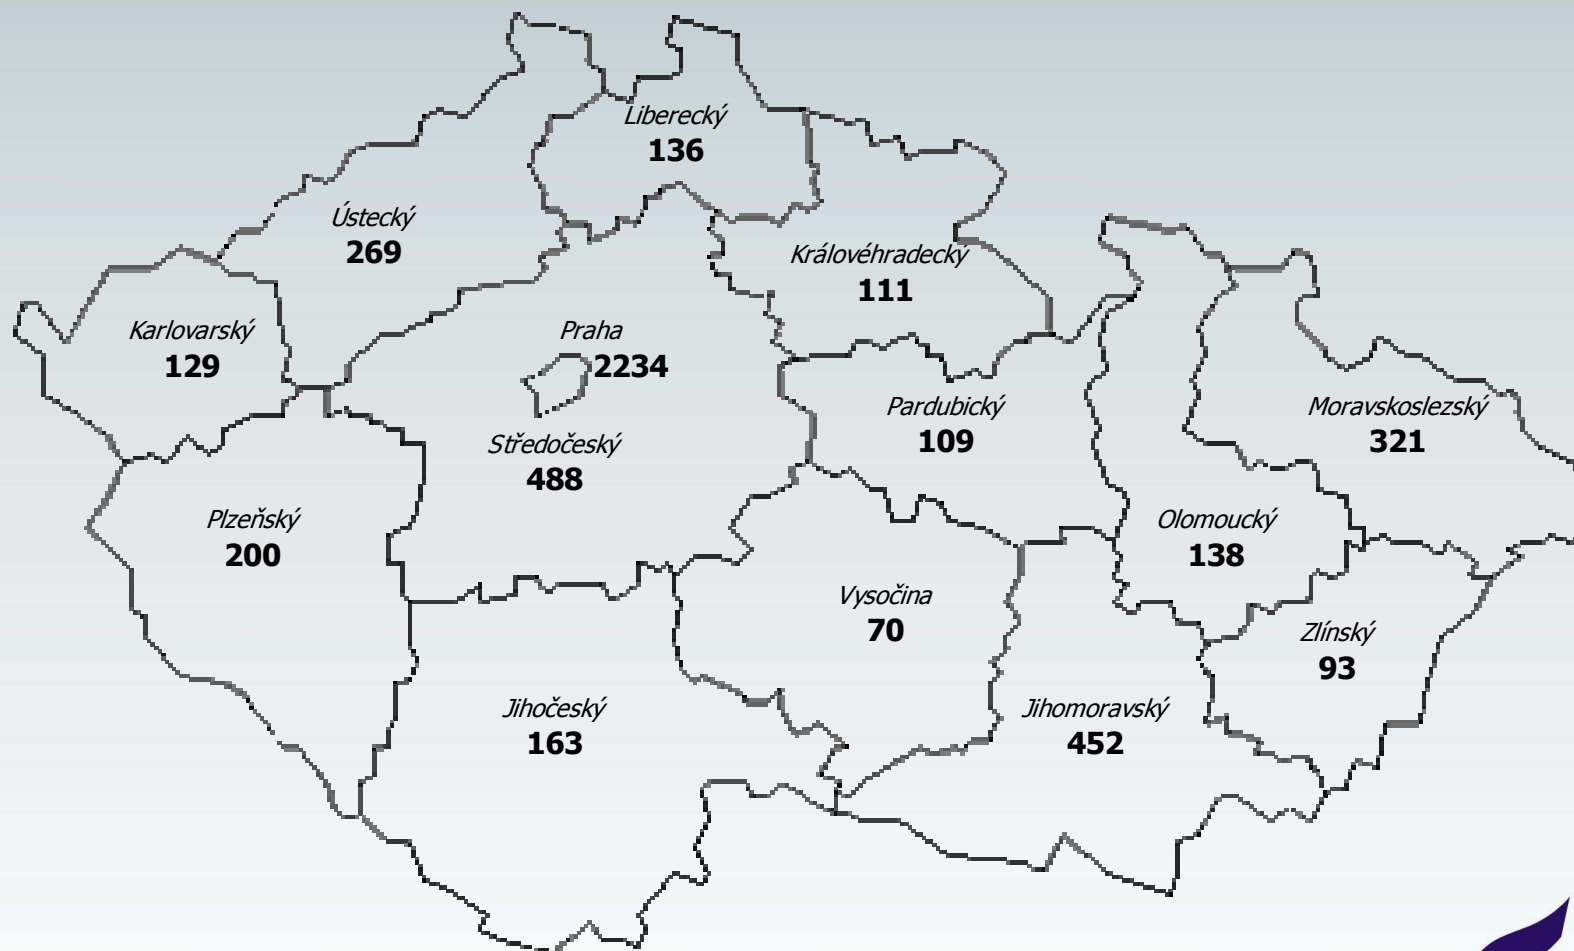 Liberecký
136
Ústecký
269
Královéhradecký
111
Karlovarský
129
Praha
2234
Pardubický
109
Moravskoslezský
321
Středočeský
488
Plzeňský
200
Olomoucký
138
Vysočina
70
Zlínský
93
Jihočeský
163
Jihomoravský
452